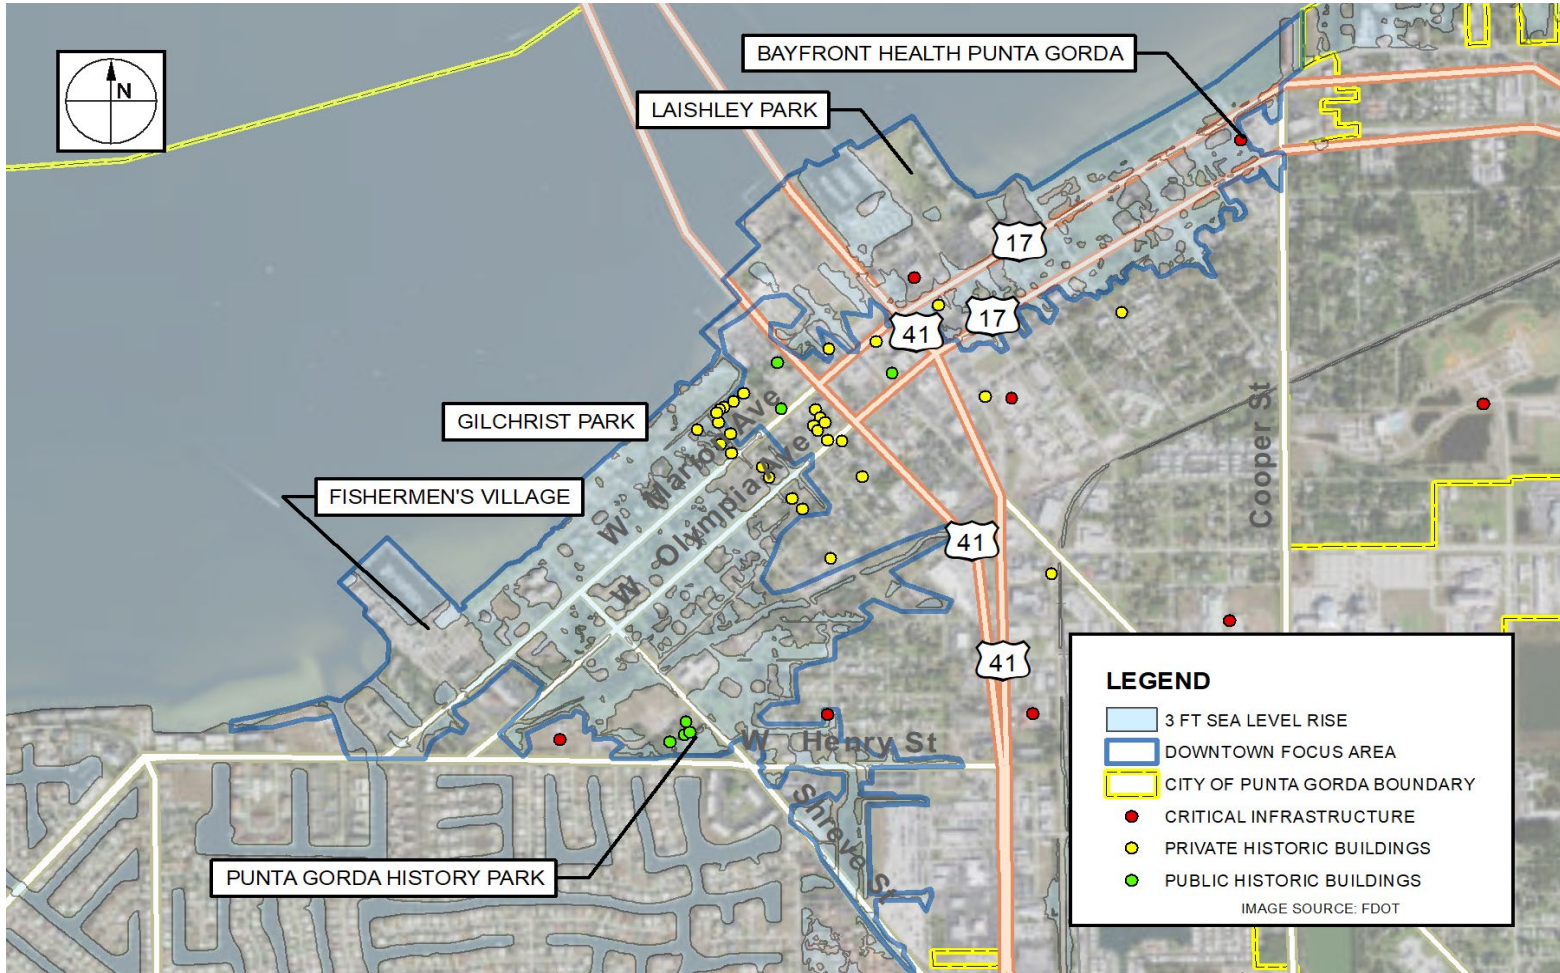 BAYFRONT HEALTH PUNTA GORDA
N
LAISHLEY PARK
17
17
41
GILCHRIST PARK
W Marion Ave
Cooper St
FISHERMEN'S VILLAGE
W Olympia Ave
41
41
W Henry St
Shreve St
PUNTA GORDA HISTORY PARK
LEGEND
3 FT SEA LEVEL RISE
DOWNTOWN FOCUS AREA
CITY OF PUNTA GORDA BOUNDARY
CRITICAL INFRASTRUCTURE
PRIVATE HISTORIC BUILDINGS
PUBLIC HISTORIC BUILDINGS
IMAGE SOURCE: FDOT